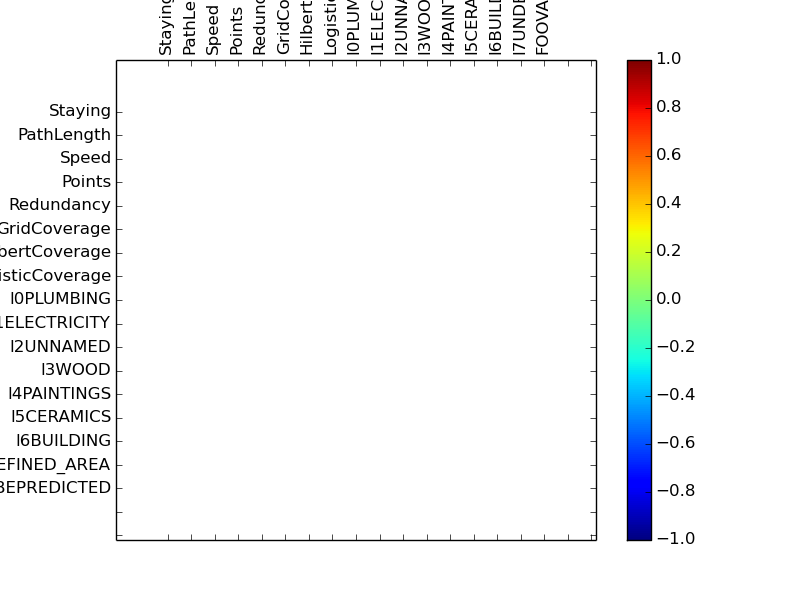 Staying
PathLe
Speed
Points
Redund
GridCo
Hilbert
Logisti
I0PLUM
I1ELEC
I2UNNA
I3WOO
I4PAINT
I5CERA
I6BUIL
I7UNDE
FOOVA
Staying
PathLength
Speed
Points
Redundancy
GridCoverage
bertCoverage
isticCoverage
I0PLUMBING
1ELECTRICITY
I2UNNAMED
I3WOOD
I4PAINTINGS
I5CERAMICS
I6BUILDING
EFINED_AREA
BEPREDICTED
1.0
0.8
0.6
0.4
0.2
0.0
−0.2
−0.4
−0.6
−0.8
−1.0